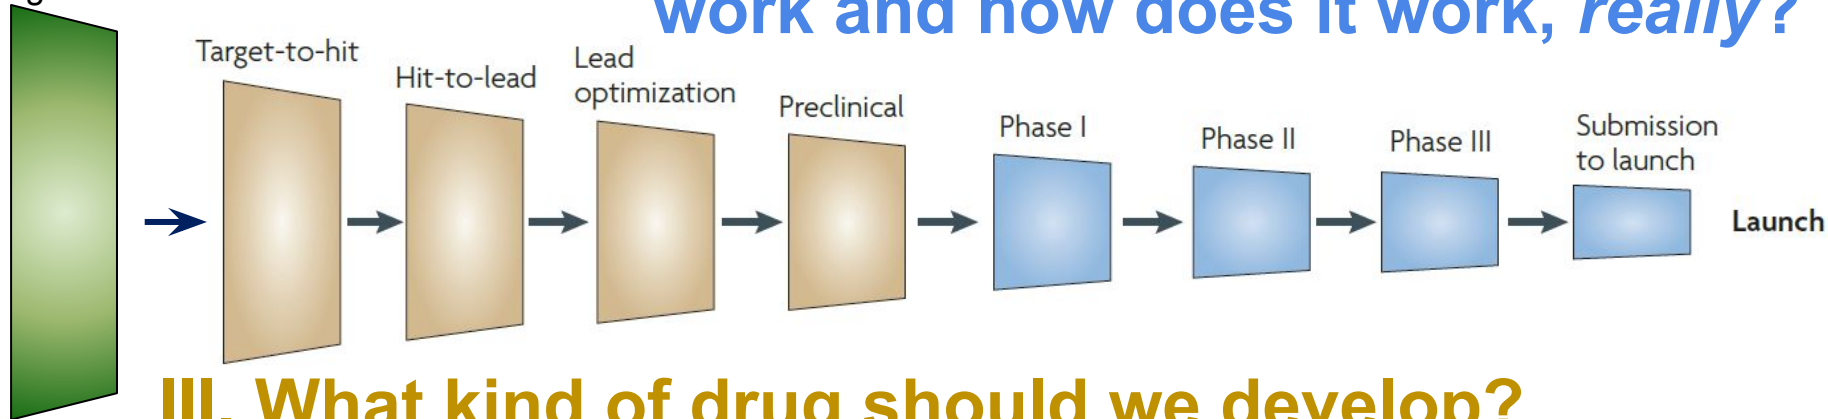 work and how does it work, really?
Target-to-hit
Hit-to-lead
Lead
optimization
Preclinical
Phase I
Phase II
Phase III
Submission
to launch
Launch
III. What kind of drug should we develop?